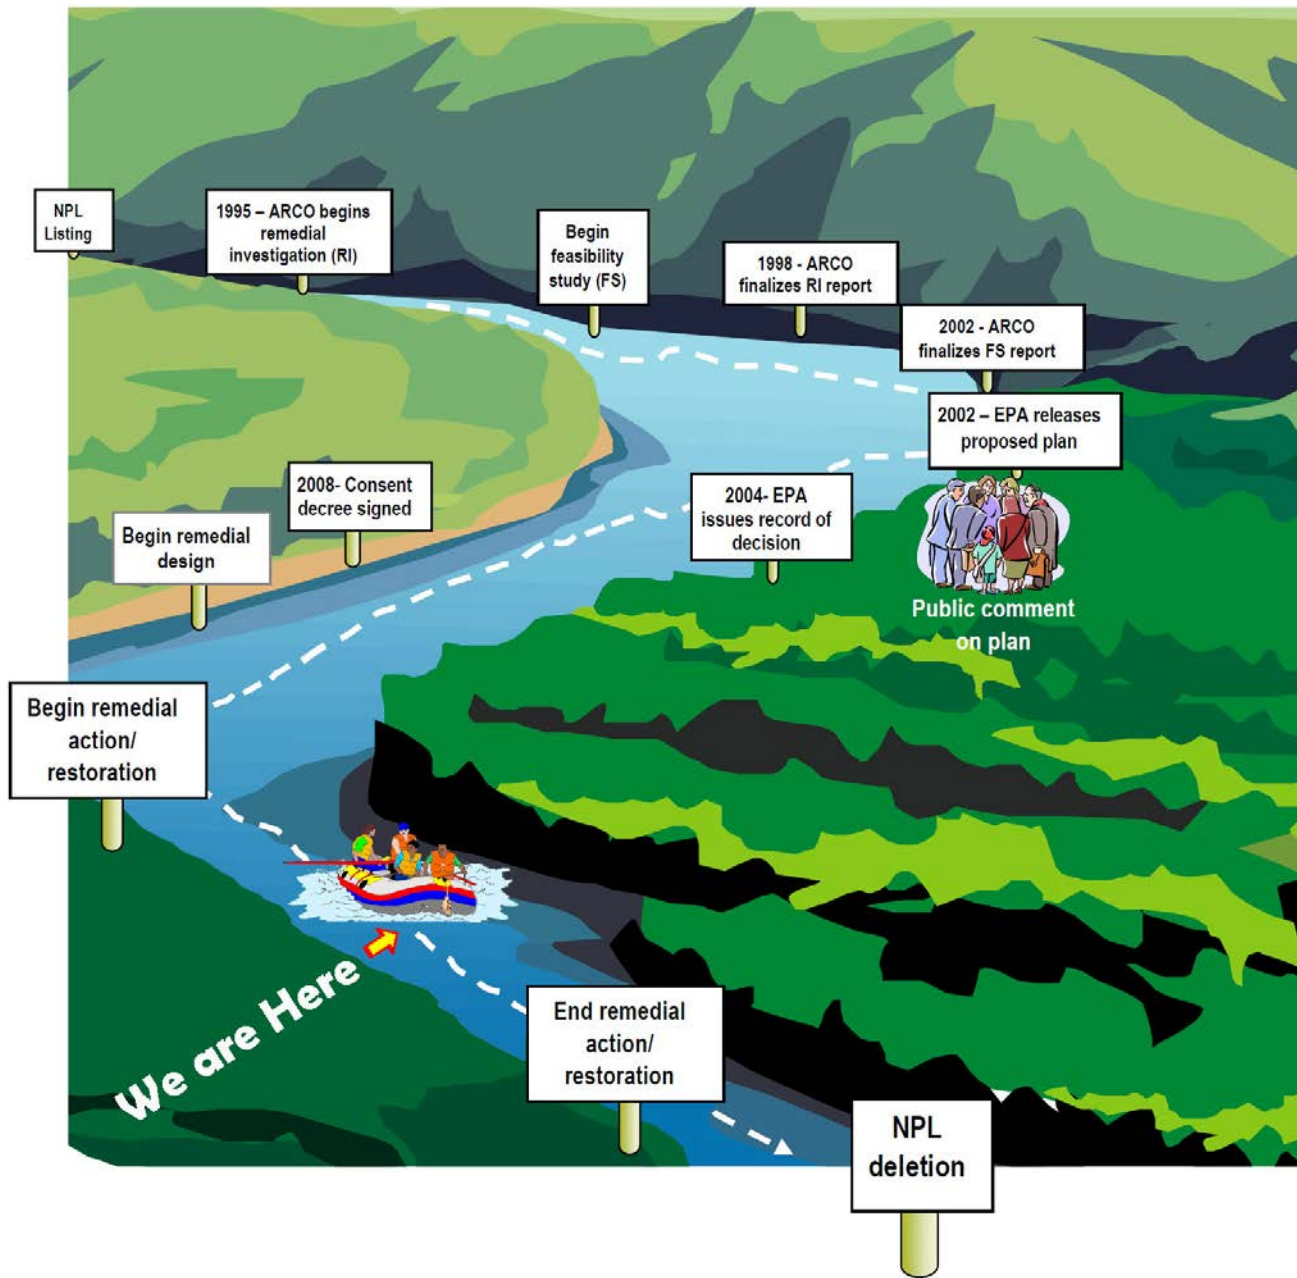 NPL
Listing
1995 – ARCO begins
remedial
investigation (RI)
Begin
feasibility
study (FS)
1998 - ARCO
finalizes RI report
2002 - ARCO
finalizes FS report
2002 – EPA releases
proposed plan
Public comment
on plan
2004- EPA
issues record of
decision
2008- Consent
decree signed
Begin remedial
design
Begin remedial
action/
restoration
We are Here
End remedial
action/
restoration
NPL
deletion